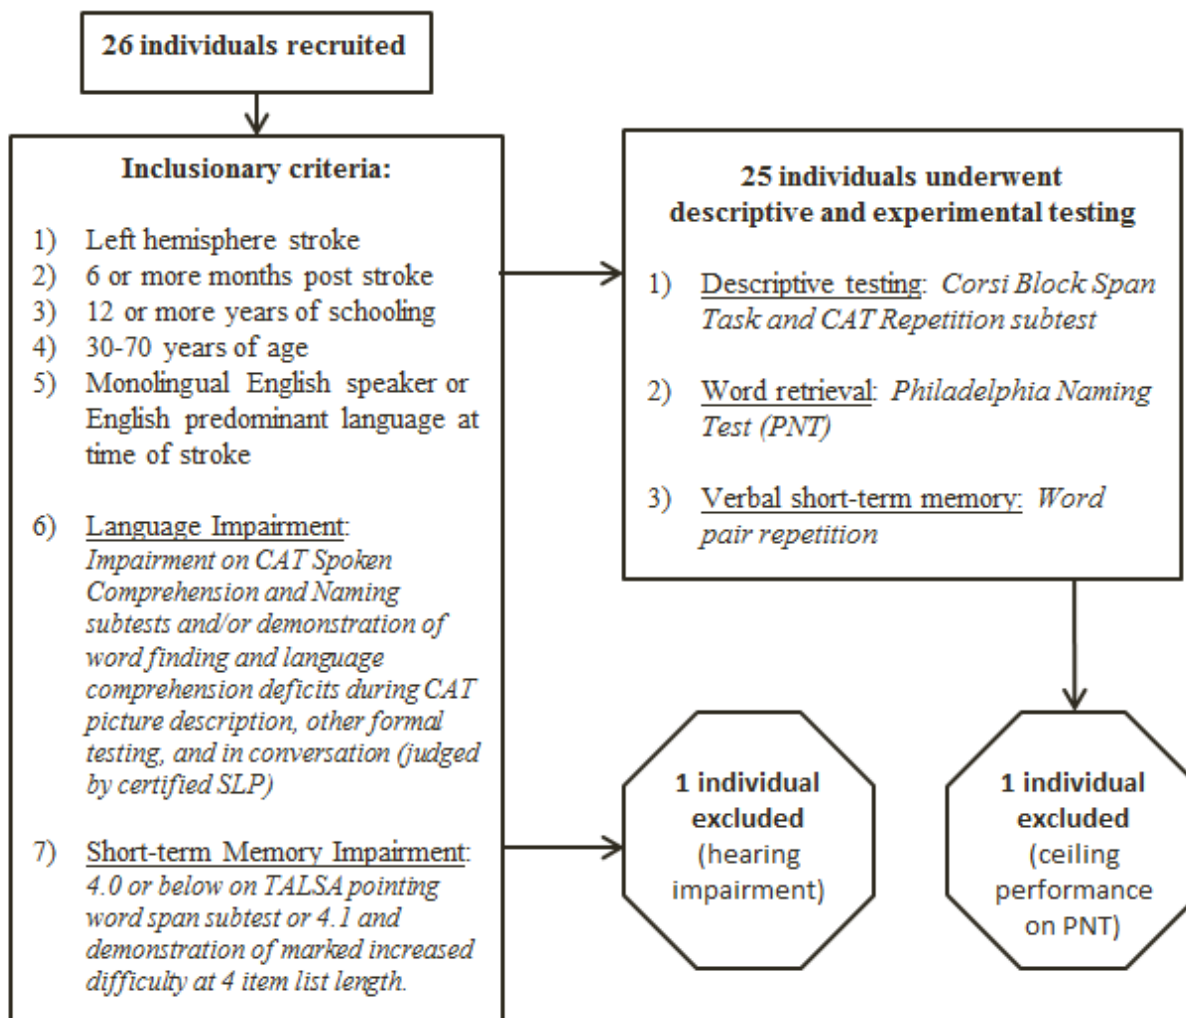 26 individuals recruited
Inclusionary criteria:
1) Left hemisphere stroke
2) 6 or more months post stroke
3) 12 or more years of schooling
4) 30-70 years of age
5) Monolingual English speaker or
English predominant language at
time of stroke
6) Language Impairment:
Impairment on CAT Spoken
Comprehension and Naming
subtests and/or demonstration of
word finding and language
comprehension deficits during CAT
picture description, other formal
testing, and in conversation (judged
by certified SLP)
7) Short-term Memory Impairment:
4.0 or below on TALSA pointing
word span subtest or 4.1 and
demonstration of marked increased
difficulty at 4 item list length.
25 individuals underwent
descriptive and experimental testing
1) Descriptive testing: Corsi Block Span
Task and CAT Repetition subtest
2) Word retrieval: Philadelphia Naming
Test (PNT)
3) Verbal short-term memory: Word
pair repetition
1 individual
excluded
(hearing
impairment)
1 individual
excluded
(ceiling
performance
on PNT)